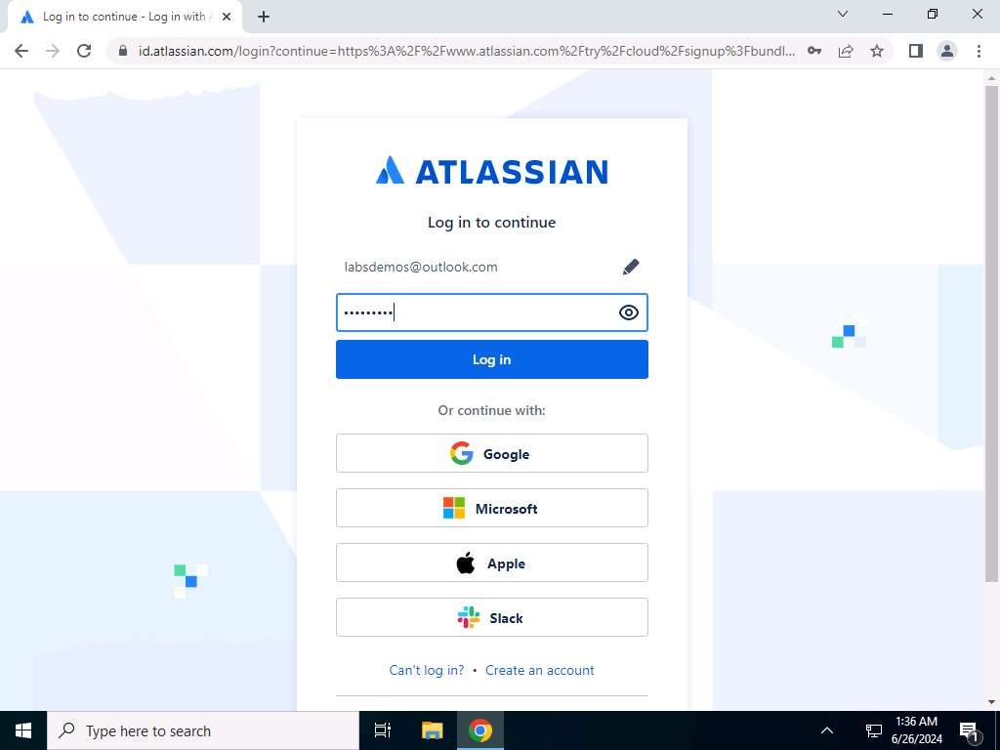 Log in to continue - Log in with A
id.atlassian.com/login?continue=https%3A%2F%2Fwww.atlassian.com%2Ftry%2Fcloud%2Fsignup%3Fbundl...
ATLASSIAN
Log in to continue
labsdemos@outlook.com
•••••••••
Log in
Or continue with:
Google
Microsoft
Apple
Slack
Can't log in? • Create an account
Type here to search
1:36 AM
6/26/2024
1